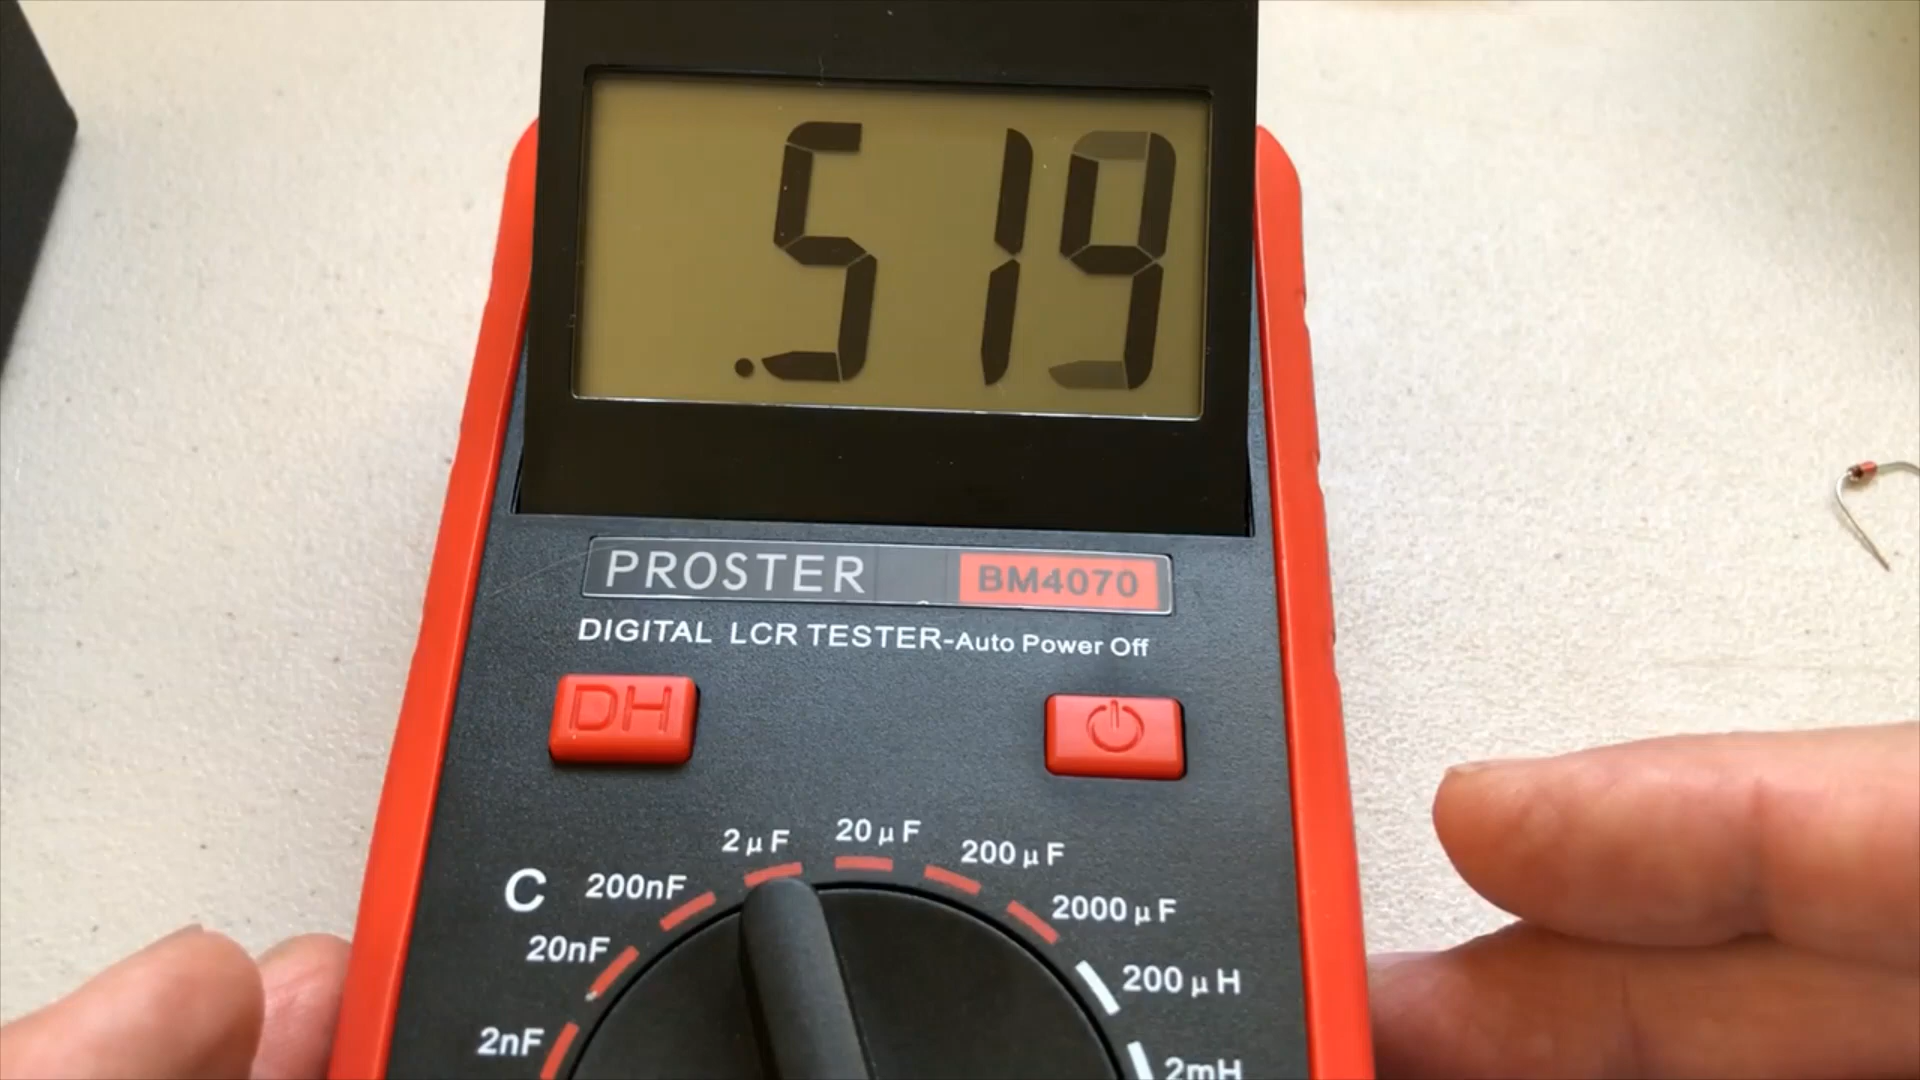 .519
PROSTER BM4070
DIGITAL LCR TESTER-Auto Power Off
DH
2μF 20μF 200μF
C 200nF 2000μF
20nF 200μH
2nF 2mH